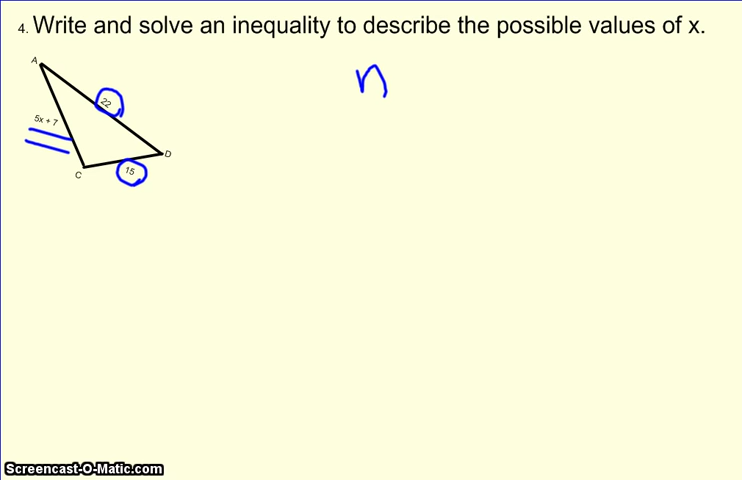 4. Write and solve an inequality to describe the possible values of x.
n
A
22
5x + 7
D
15
C
Screencast-O-Matic.com